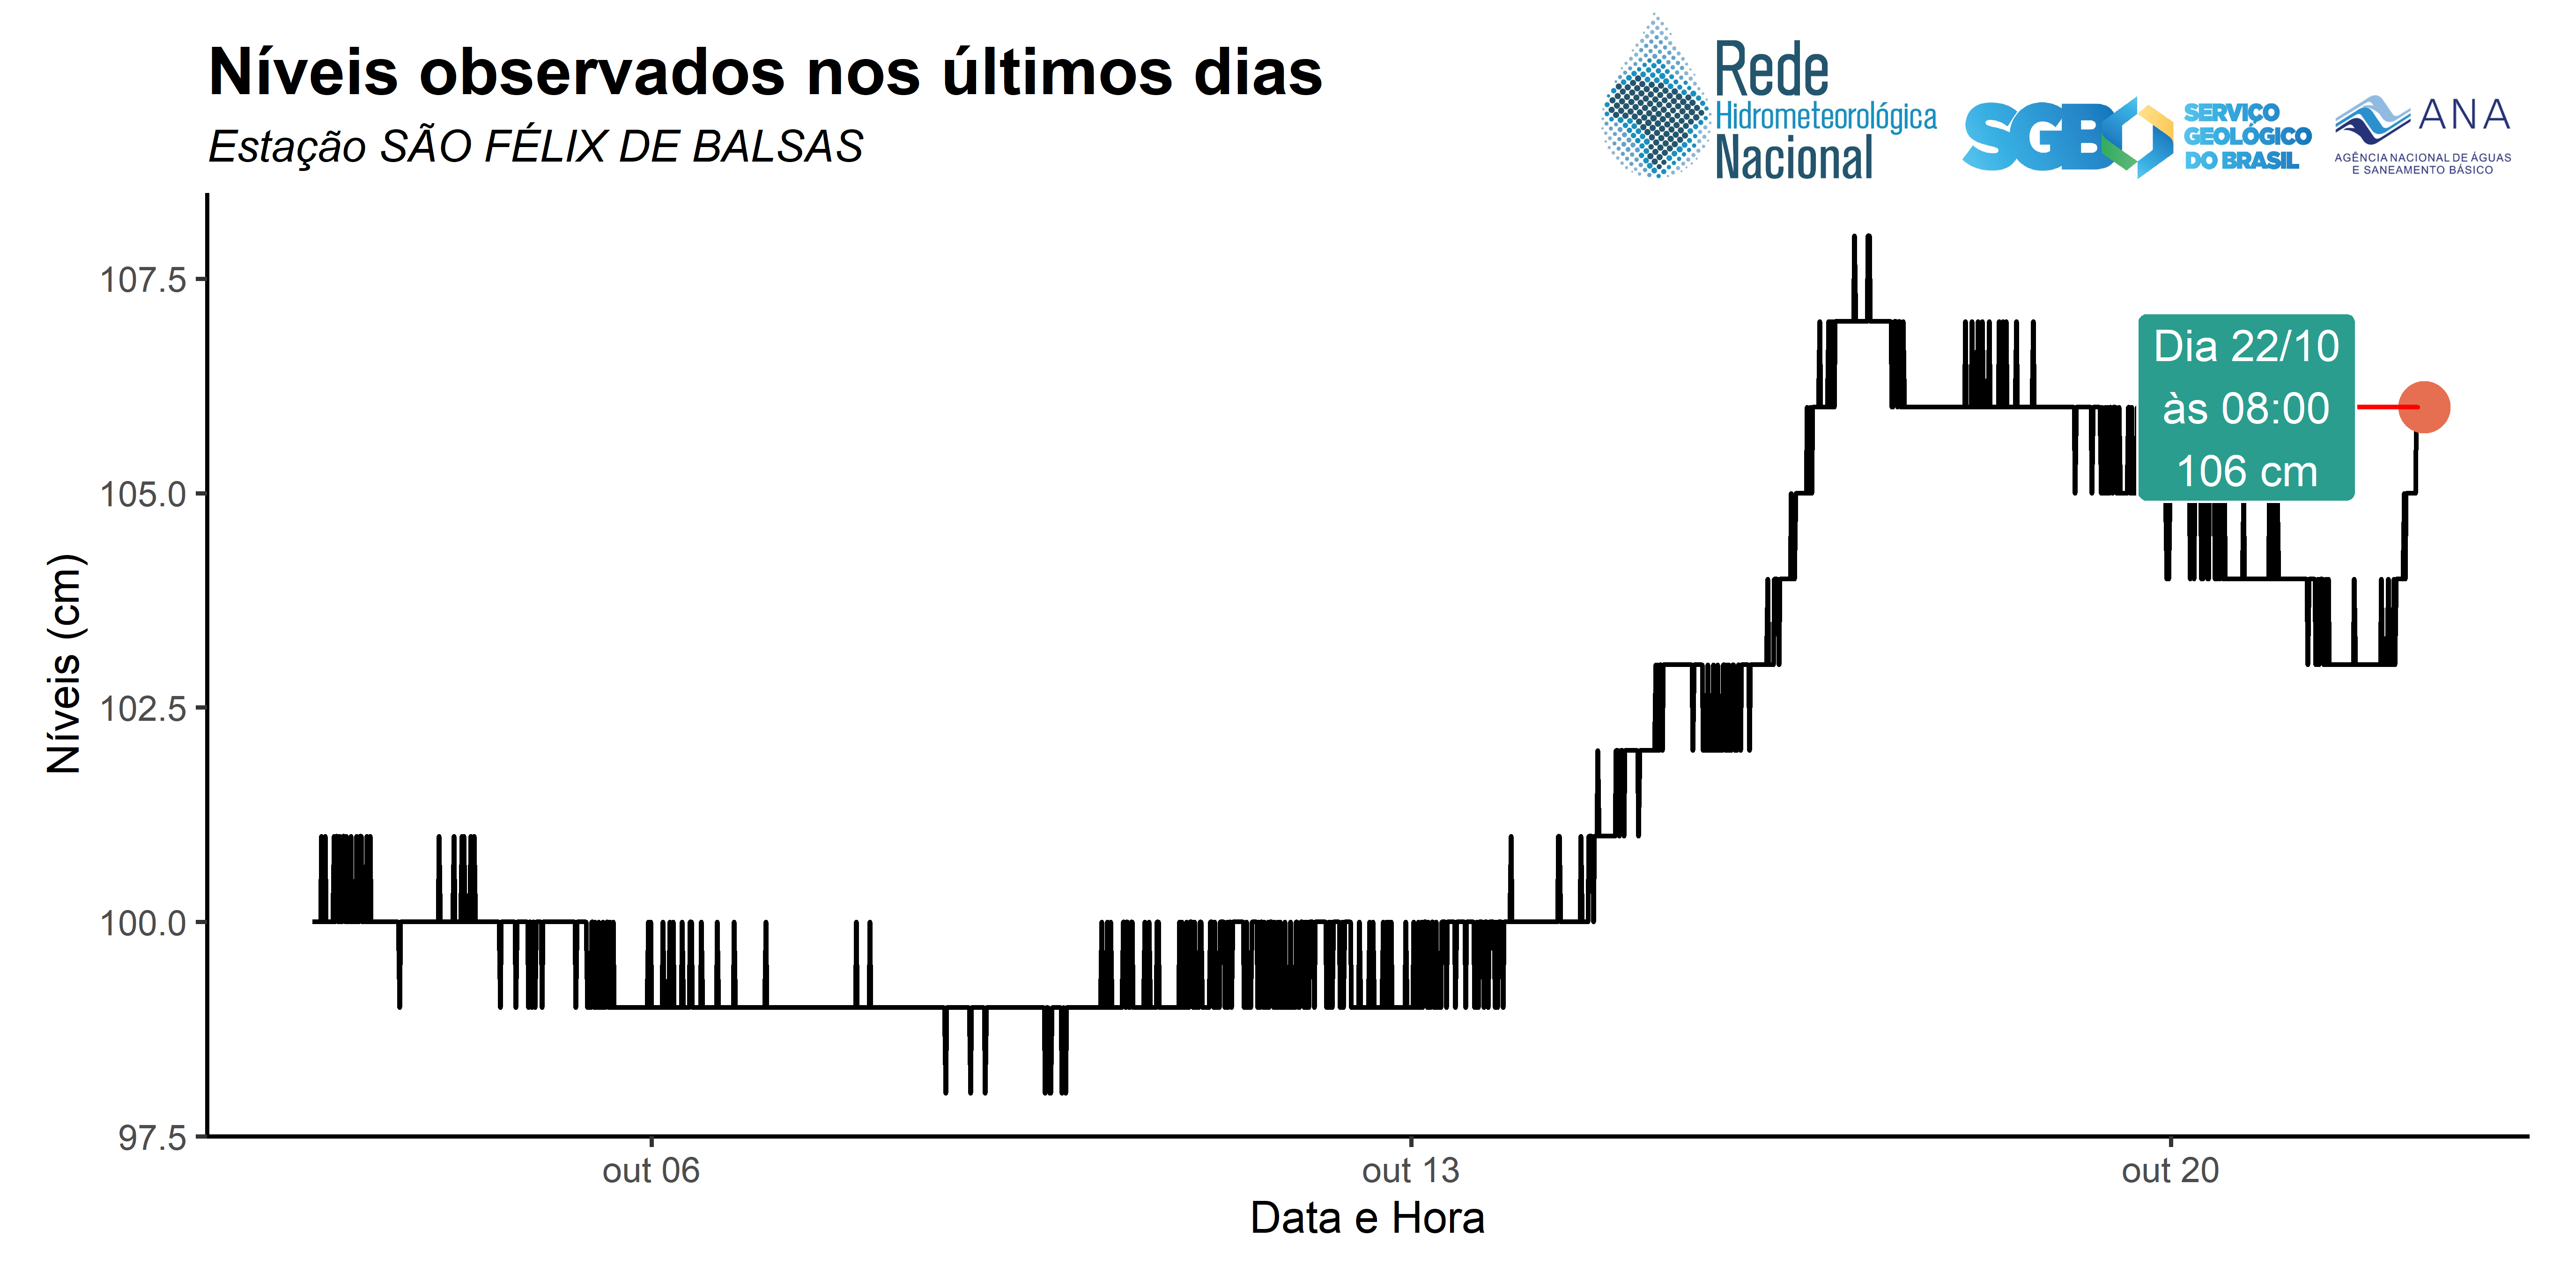 Níveis observados nos últimos dias
Estação SÃO FÉLIX DE BALSAS
Rede
Hidrometeorológica
Nacional
SGB
SERVIÇO
GEOLÓGICO
DO BRASIL
ANA
AGÊNCIA NACIONAL DE ÁGUAS
E SANEAMENTO BÁSICO
Níveis (cm)
107.5
105.0
102.5
100.0
97.5
Dia 22/10
às 08:00
106 cm
out 06
out 13
out 20
Data e Hora